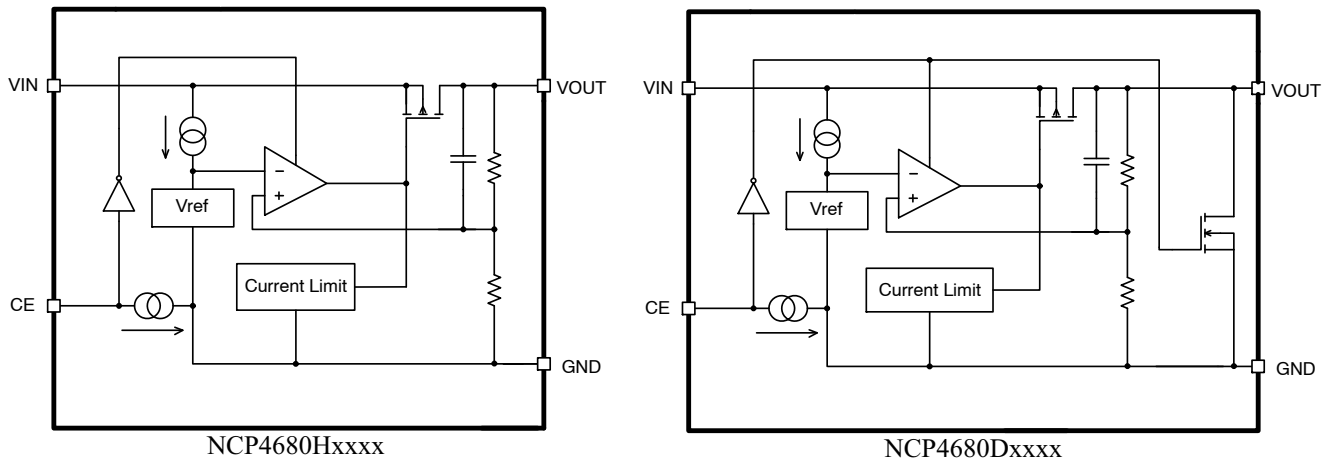 VIN
VOUT
−
+
Vref
Current Limit
CE
GND
NCP4680Hxxxx
VIN
VOUT
−
+
Vref
Current Limit
CE
GND
NCP4680Dxxxx